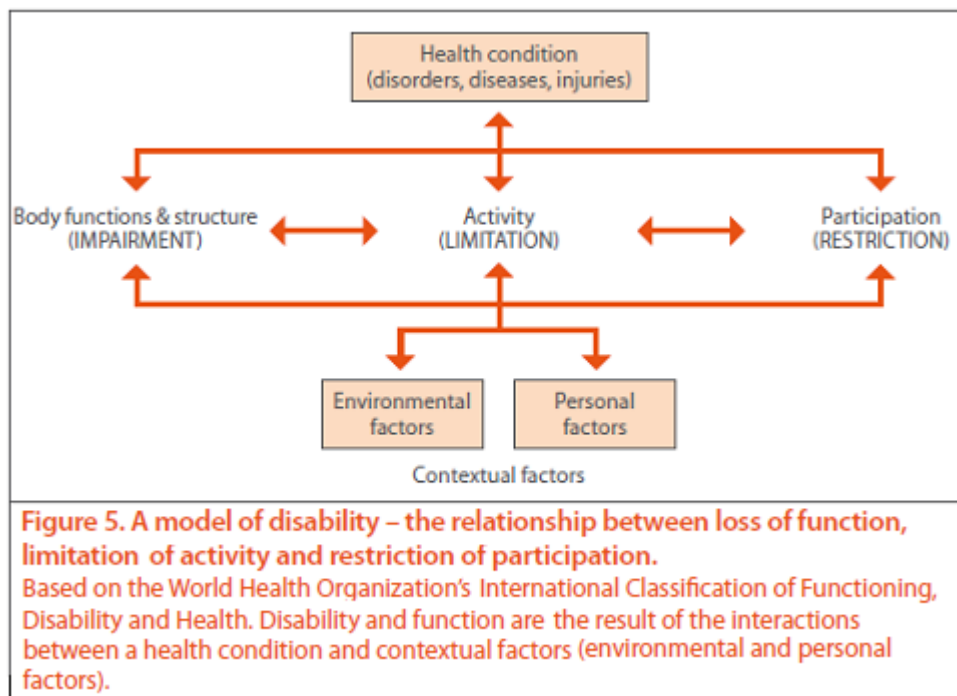 Health condition
(disorders, diseases, injuries)
Body functions & structure
(IMPAIRMENT)
Activity
(LIMITATION)
Participation
(RESTRICTION)
Environmental
factors
Personal
factors
Contextual factors
Figure 5. A model of disability – the relationship between loss of function,
limitation of activity and restriction of participation.
Based on the World Health Organization's International Classification of Functioning,
Disability and Health. Disability and function are the result of the interactions
between a health condition and contextual factors (environmental and personal
factors).